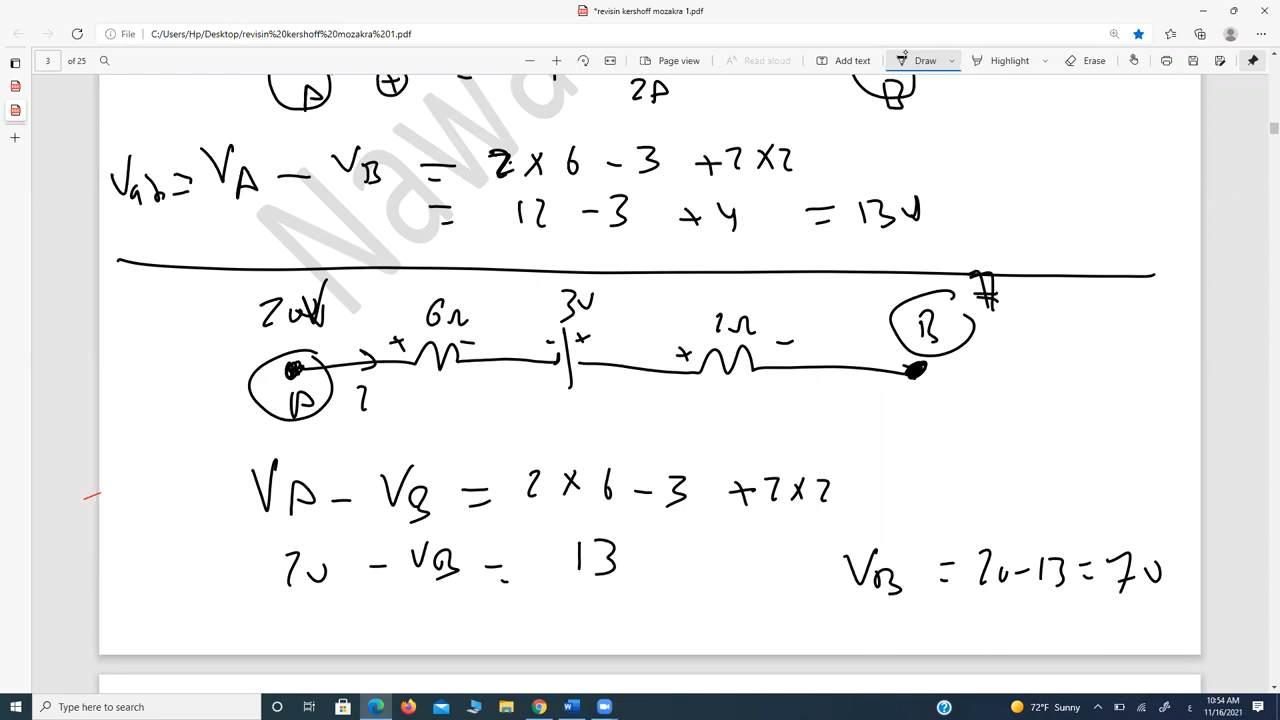 *revisin kershoff mozakra 1.pdf
File
C:/Users/Hp/Desktop/revisin%20kershoff%20mozakra%201.pdf
3 of 25
Page view
Read aloud
Add text
Draw
Highlight
Erase
A + 2A B
Nawa
Vab = VA - VB = 2 × 6 - 3 + 2 × 2
= 12 - 3 + 4 = 13 v
20V 6Ω 3v 2Ω B
+ - - + + -
A 2
VA - VB = 2 × 6 - 3 + 2 × 2
20 - VB = 13
VB = 20 - 13 = 7v
Type here to search
72°F Sunny
10:54 AM
11/16/2021